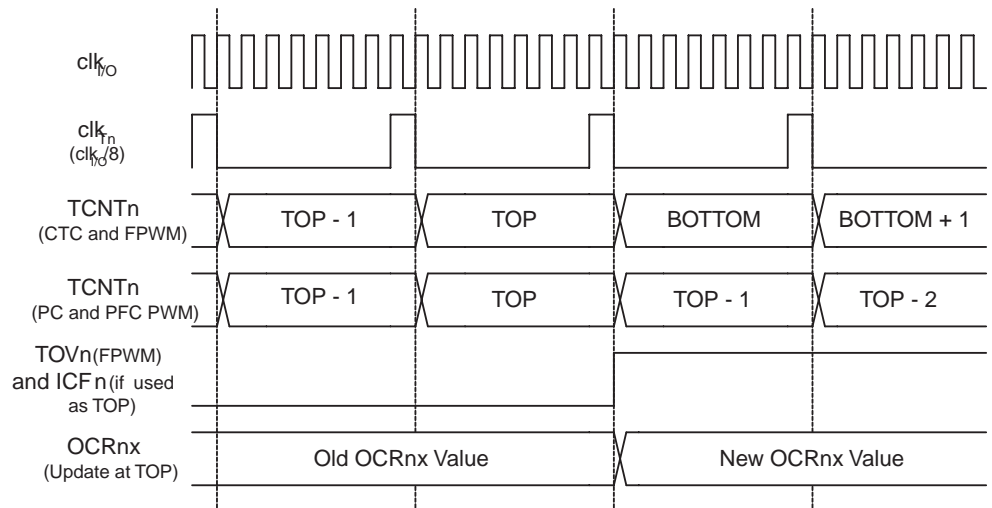 clkI/O
clkTn
(clkI/O/8)
TCNTn
(CTC and FPWM)
TOP - 1 TOP BOTTOM BOTTOM + 1
TCNTn
(PC and PFC PWM)
TOP - 1 TOP TOP - 1 TOP - 2
TOVn(FPWM)
and ICFn(if used
as TOP)
OCRnx
(Update at TOP)
Old OCRnx Value New OCRnx Value